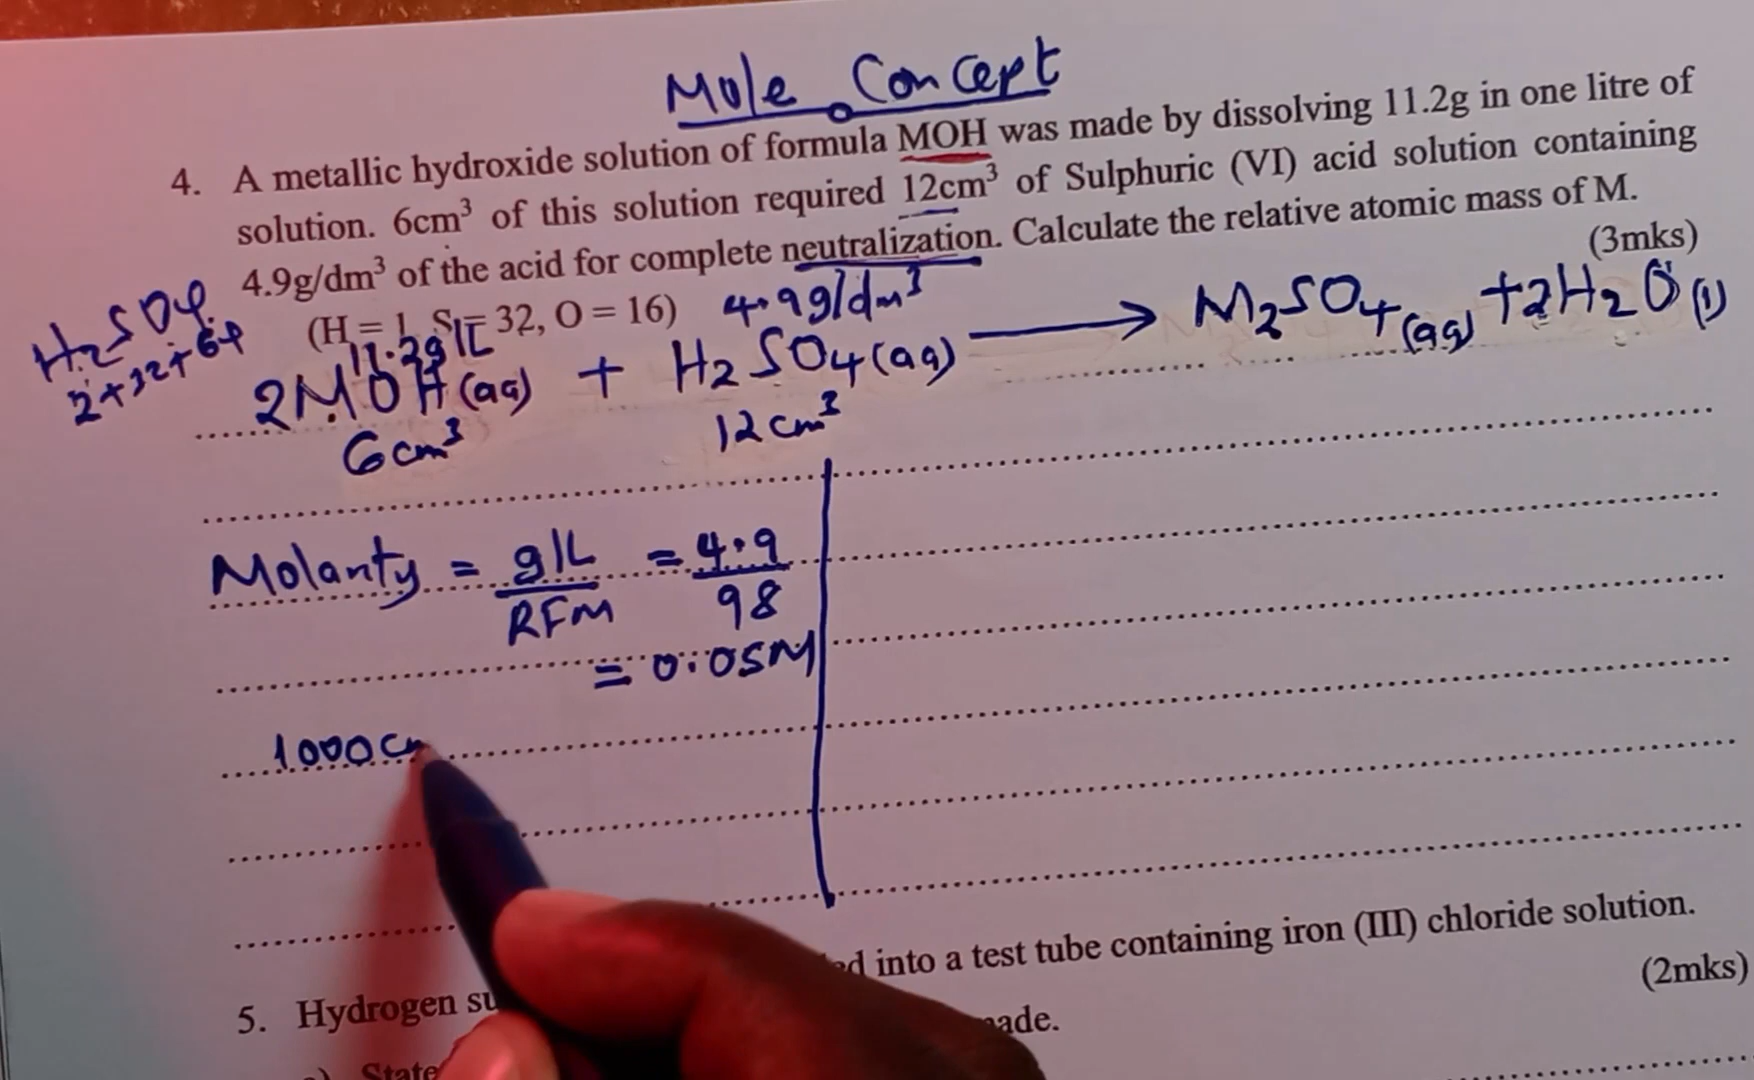 Mole Concept
4. A metallic hydroxide solution of formula MOH was made by dissolving 11.2g in one litre of
solution. 6cm³ of this solution required 12cm³ of Sulphuric (VI) acid solution containing
4.9g/dm³ of the acid for complete neutralization. Calculate the relative atomic mass of M.
(H = 1, S = 32, O = 16) (3mks)
H₂SO₄
2+32+64
11.2g/L 4.9g/dm³
2MOH(aq) + H₂SO₄(aq) → M₂SO₄(aq) + 2H₂O(l)
6cm³ 12cm³
Molarity = g/L / RFM = 4.9 / 98
= 0.05M
1000c
into a test tube containing iron (III) chloride solution.
5. Hydrogen (2mks)
State